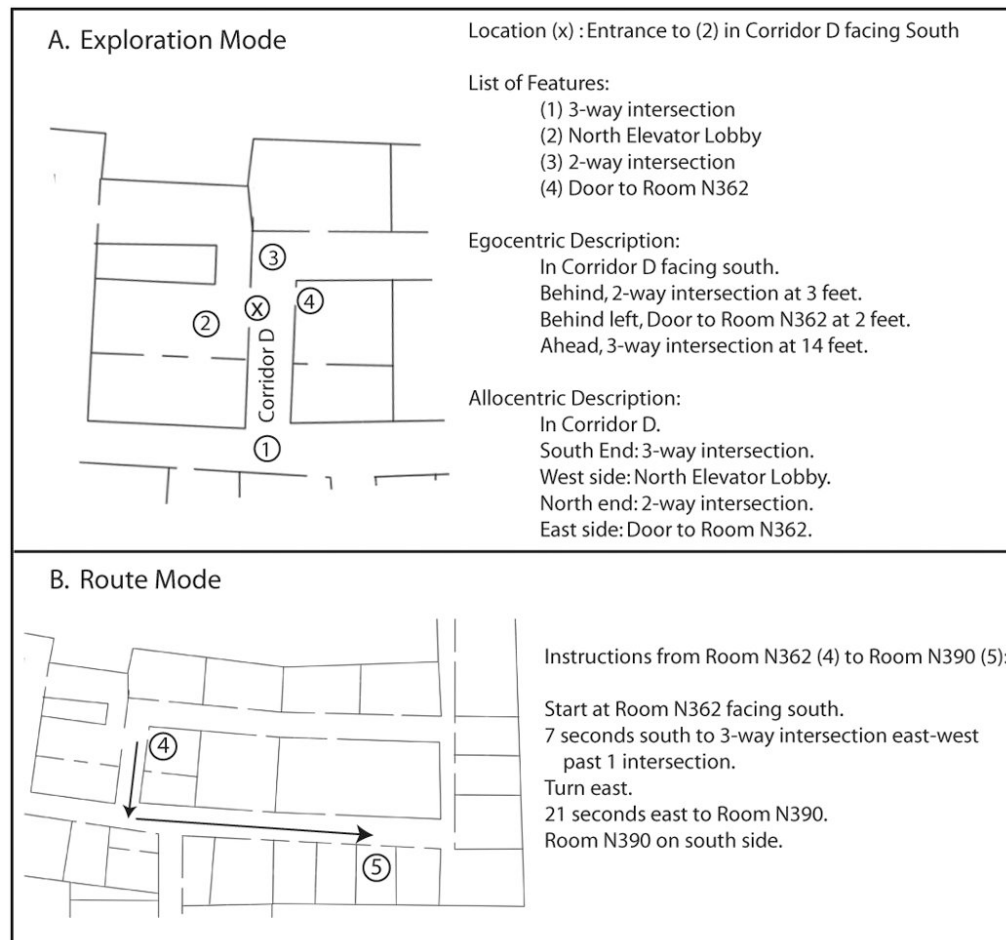 A. Exploration Mode
Location (x) : Entrance to (2) in Corridor D facing South
List of Features:
(1) 3-way intersection
(2) North Elevator Lobby
(3) 2-way intersection
(4) Door to Room N362
Egocentric Description:
In Corridor D facing south.
Behind, 2-way intersection at 3 feet.
Behind left, Door to Room N362 at 2 feet.
Ahead, 3-way intersection at 14 feet.
Allocentric Description:
In Corridor D.
South End: 3-way intersection.
West side: North Elevator Lobby.
North end: 2-way intersection.
East side: Door to Room N362.
3
4
X
2
Corridor D
1
B. Route Mode
Instructions from Room N362 (4) to Room N390 (5):
Start at Room N362 facing south.
7 seconds south to 3-way intersection east-west
past 1 intersection.
Turn east.
21 seconds east to Room N390.
Room N390 on south side.
4
5